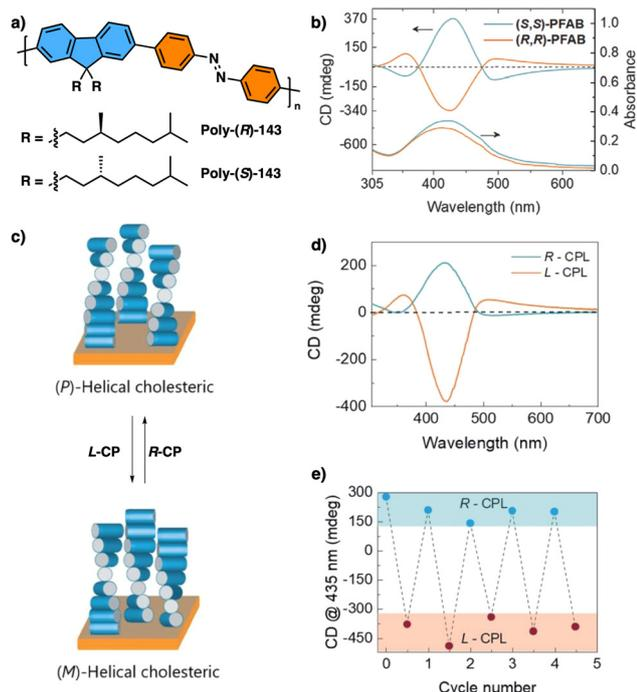 a)
R R
N
N
n
R =
Poly-(R)-143
R =
Poly-(S)-143
b)
370
150
-150
-340
-600
CD (mdeg)
(S,S)-PFAB
(R,R)-PFAB
1.0
0.8
0.6
0.4
0.2
0.0
Absorbance
305 400 500 600
Wavelength (nm)
c)
(P)-Helical cholesteric
L-CP R-CP
(M)-Helical cholesteric
d)
200
0
-200
-400
CD (mdeg)
R - CPL
L - CPL
400 500 600 700
Wavelength (nm)
e)
300
150
0
-150
-300
-450
CD @ 435 nm (mdeg)
R - CPL
L - CPL
0 1 2 3 4 5
Cycle number